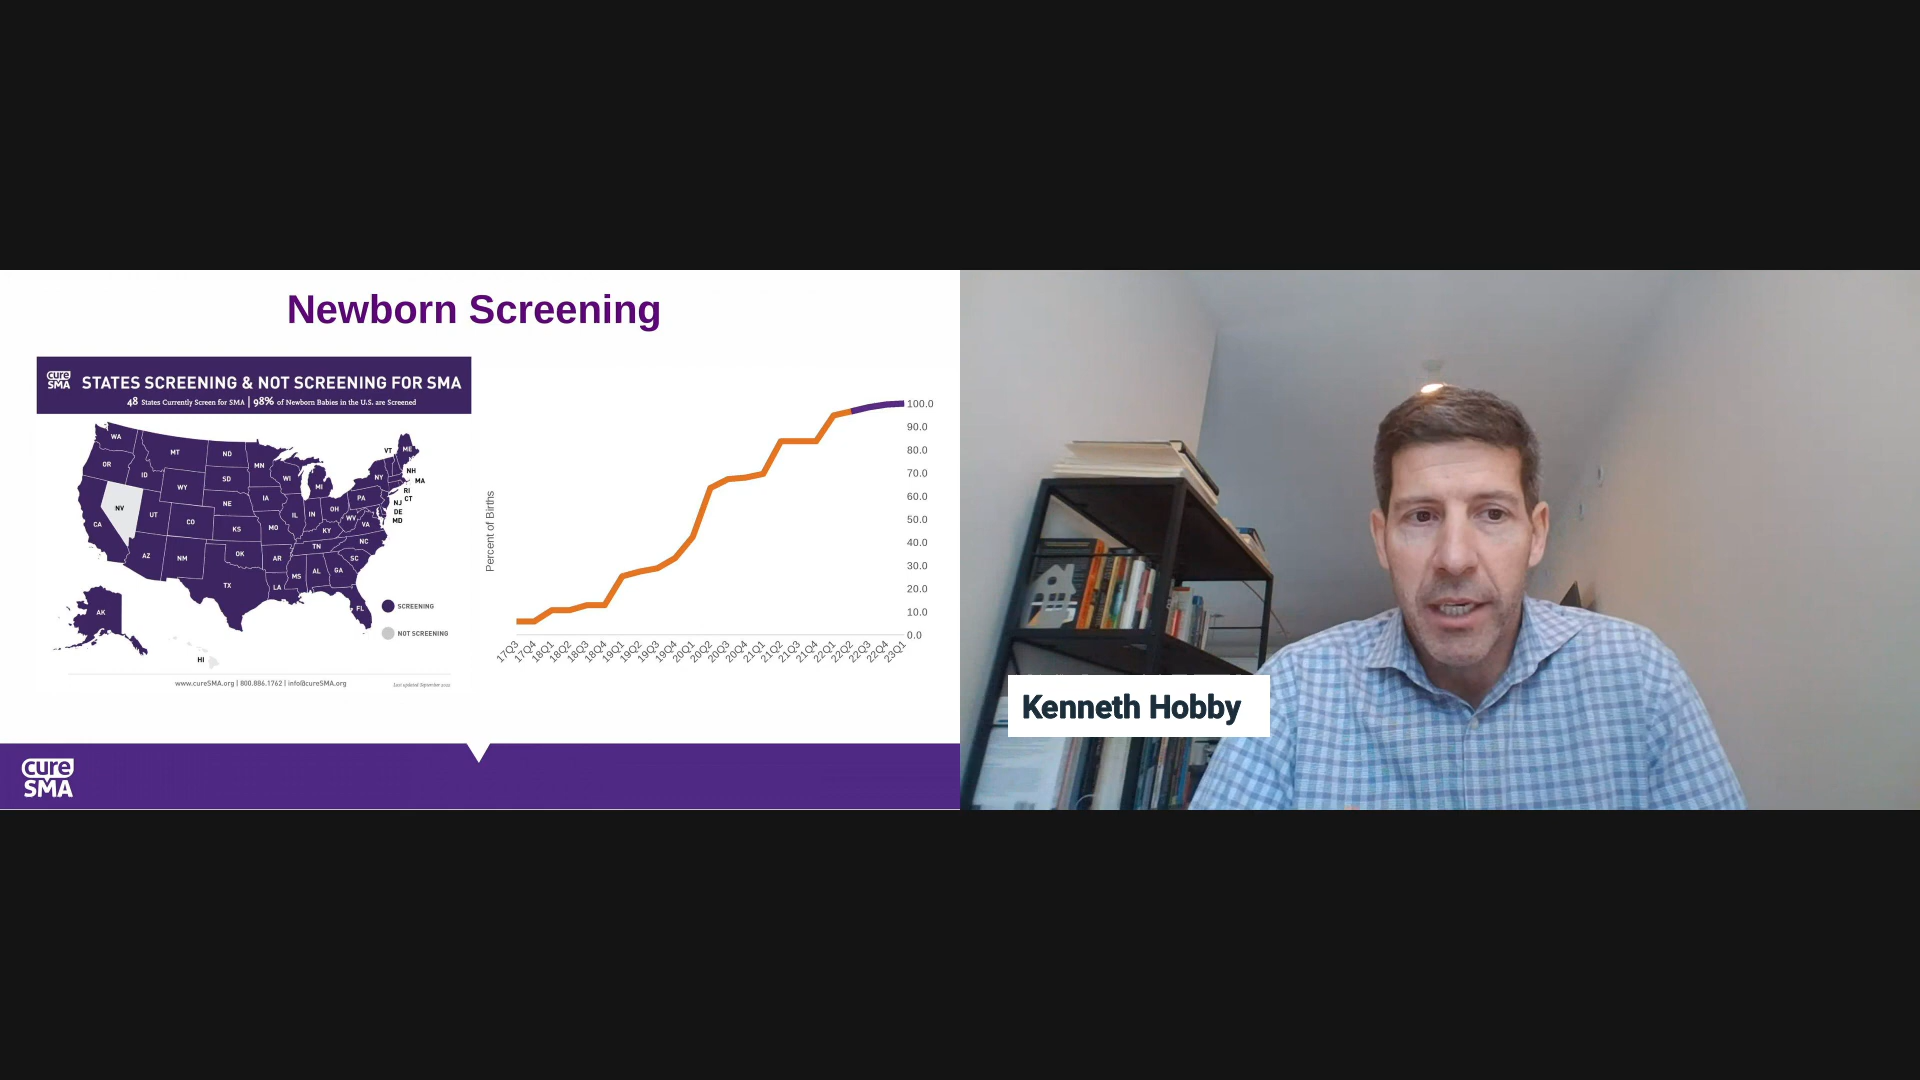 Newborn Screening
cure
SMA
STATES SCREENING & NOT SCREENING FOR SMA
48 States Currently Screen for SMA | 98% of Newborn Babies in the U.S. are Screened
WA
OR
CA
NV
ID
MT
WY
UT
AZ
CO
NM
ND
SD
NE
KS
OK
TX
MN
IA
MO
AR
LA
WI
IL
MI
IN
OH
KY
TN
MS
AL
GA
FL
SC
NC
VA
WV
PA
NY
VT
ME
NH
MA
RI
CT
NJ
DE
MD
AK
HI
SCREENING
NOT SCREENING
www.cureSMA.org | 800.886.1762 | info@cureSMA.org
Last updated September 2022
Percent of Births
100.0
90.0
80.0
70.0
60.0
50.0
40.0
30.0
20.0
10.0
0.0
17Q3
17Q4
18Q1
18Q2
18Q3
18Q4
19Q1
19Q2
19Q3
19Q4
20Q1
20Q2
20Q3
20Q4
21Q1
21Q2
21Q3
21Q4
22Q1
22Q2
22Q3
22Q4
23Q1
cure
SMA
Kenneth Hobby